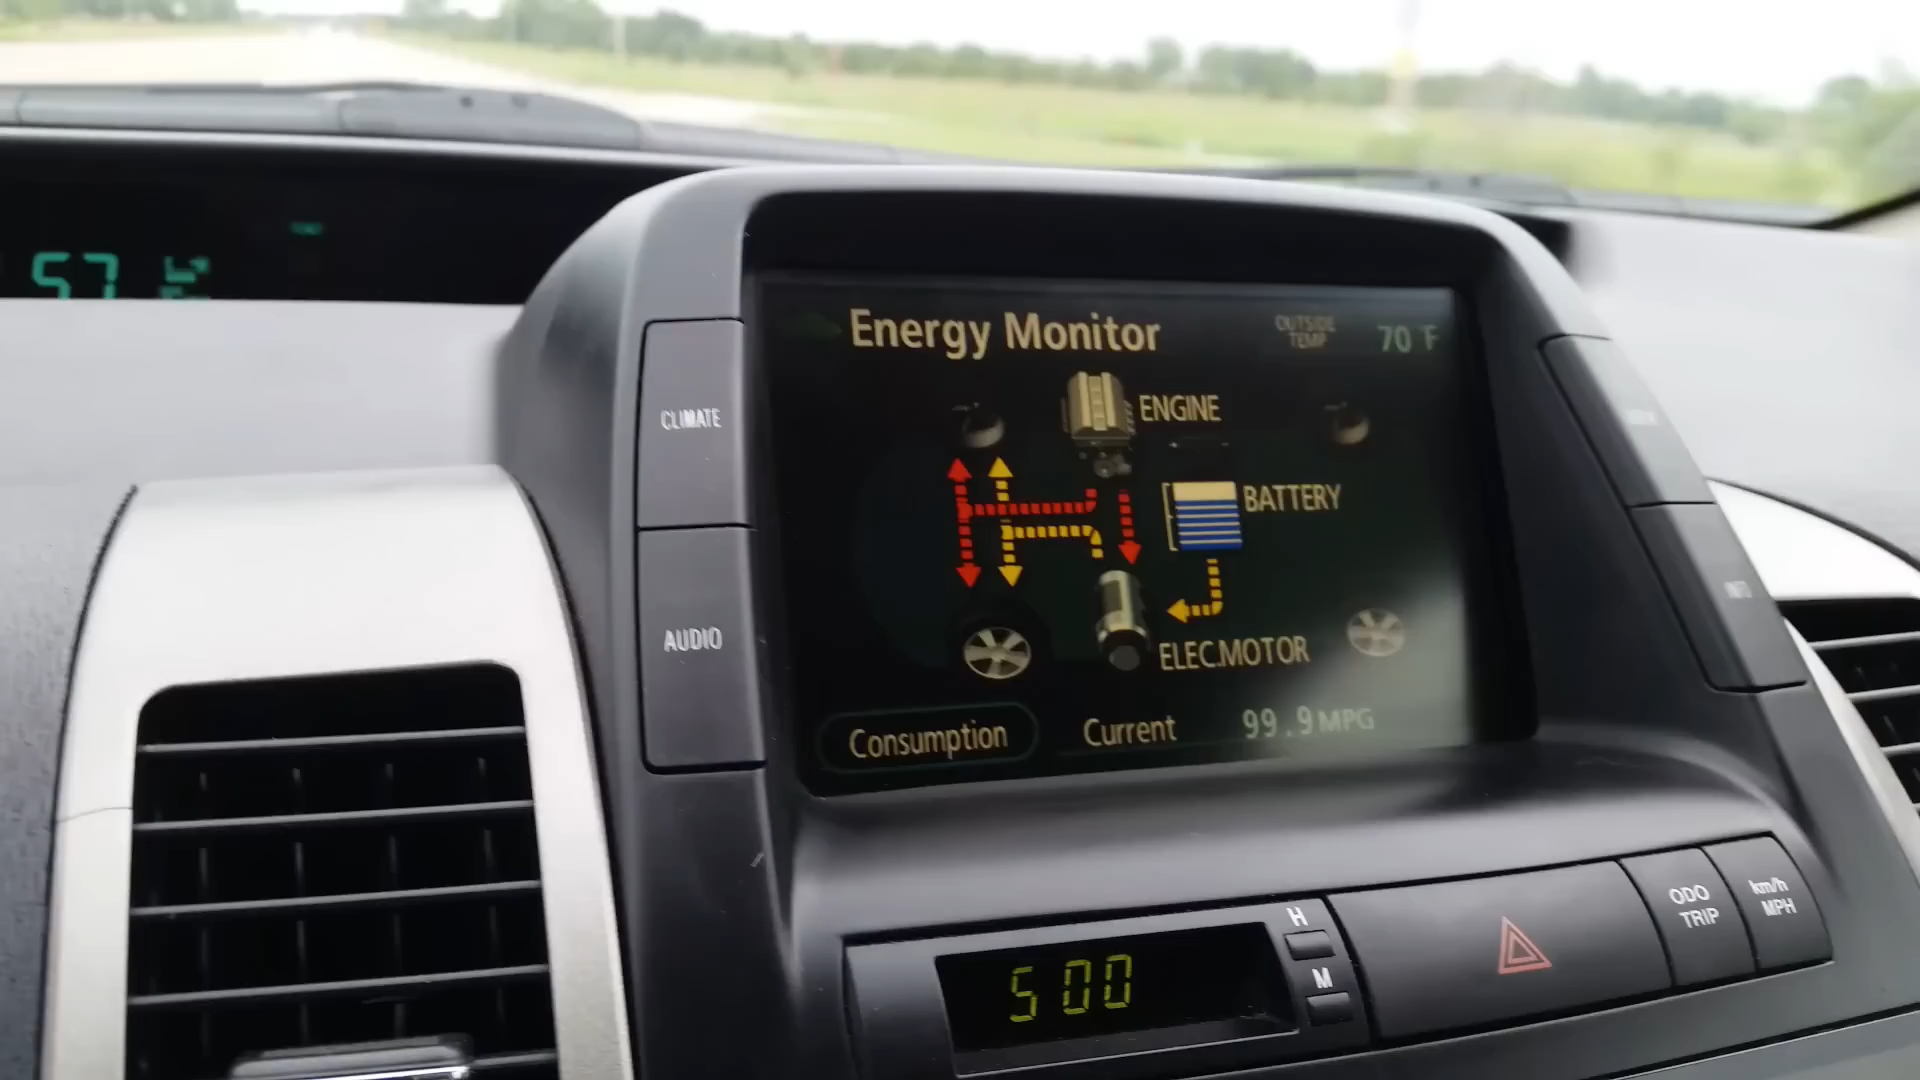 57
Energy Monitor
OUTSIDE
TEMP
70 F
CLIMATE
ENGINE
BATTERY
INFO
AUDIO
ELEC.MOTOR
Consumption
Current
99.9 MPG
H
M
5 00
ODO
TRIP
km/h
MPH